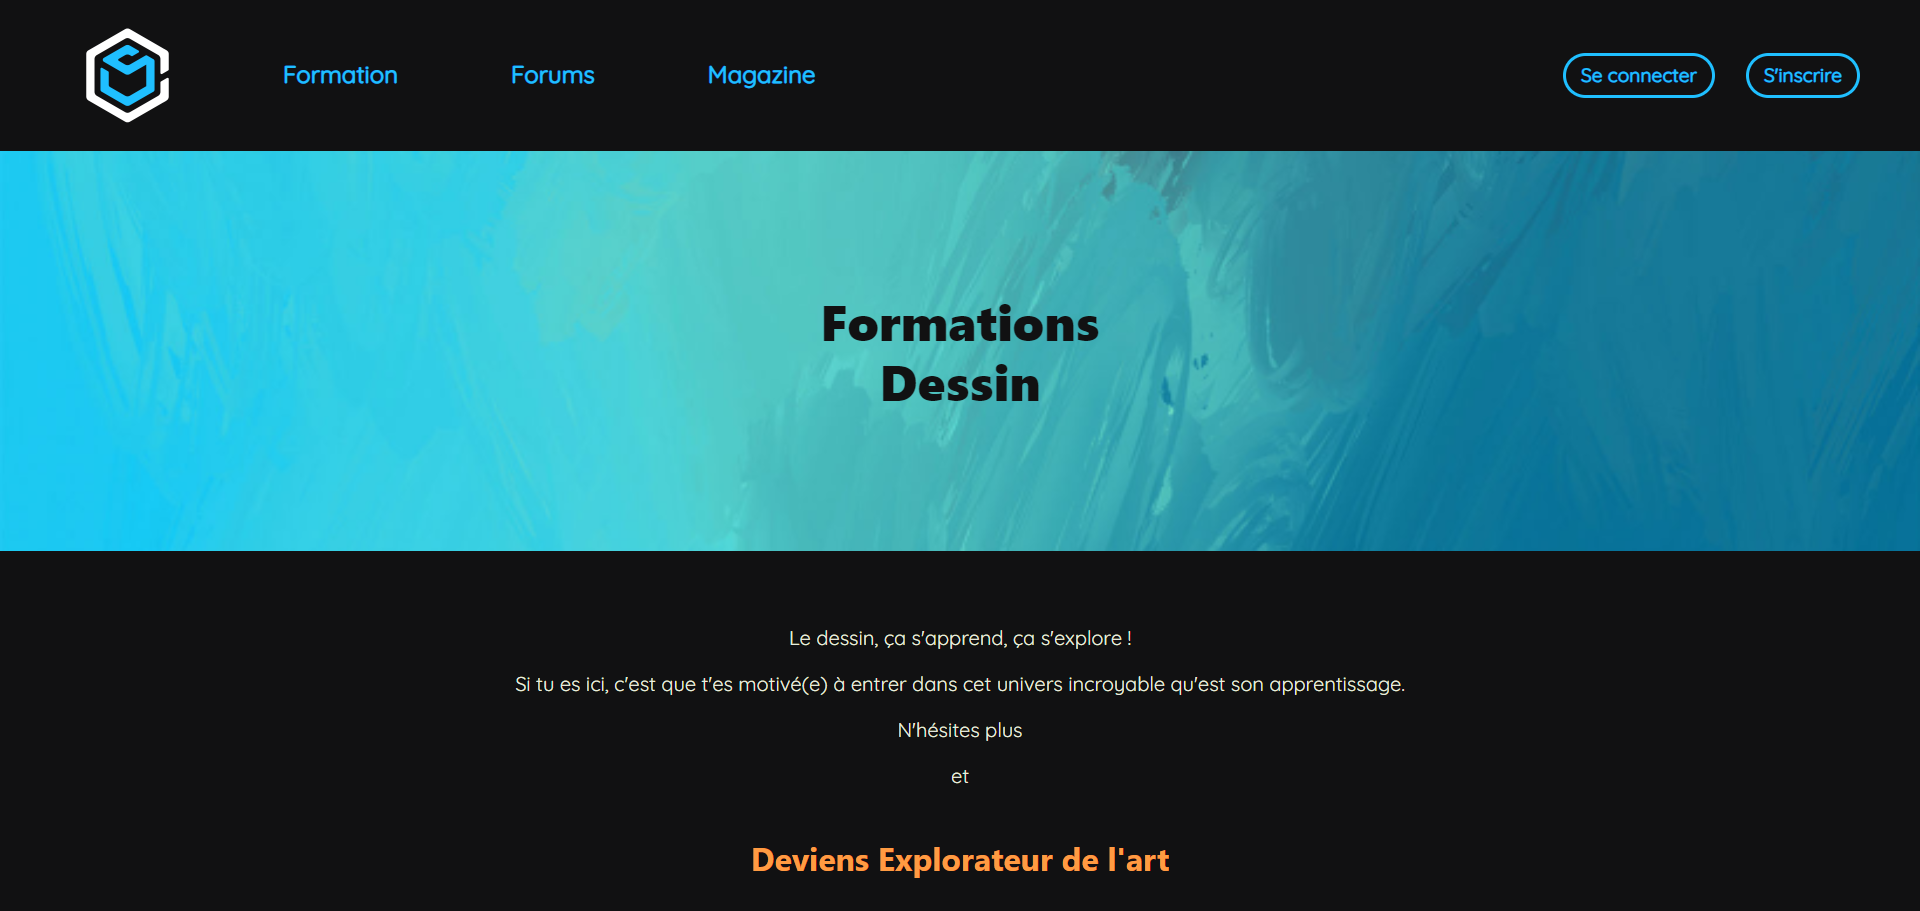 Formation
Forums
Magazine
Se connecter
S'inscrire
Formations
Dessin
Le dessin, ça s'apprend, ça s'explore !
Si tu es ici, c'est que t'es motivé(e) à entrer dans cet univers incroyable qu'est son apprentissage.
N'hésites plus
et
Deviens Explorateur de l'art